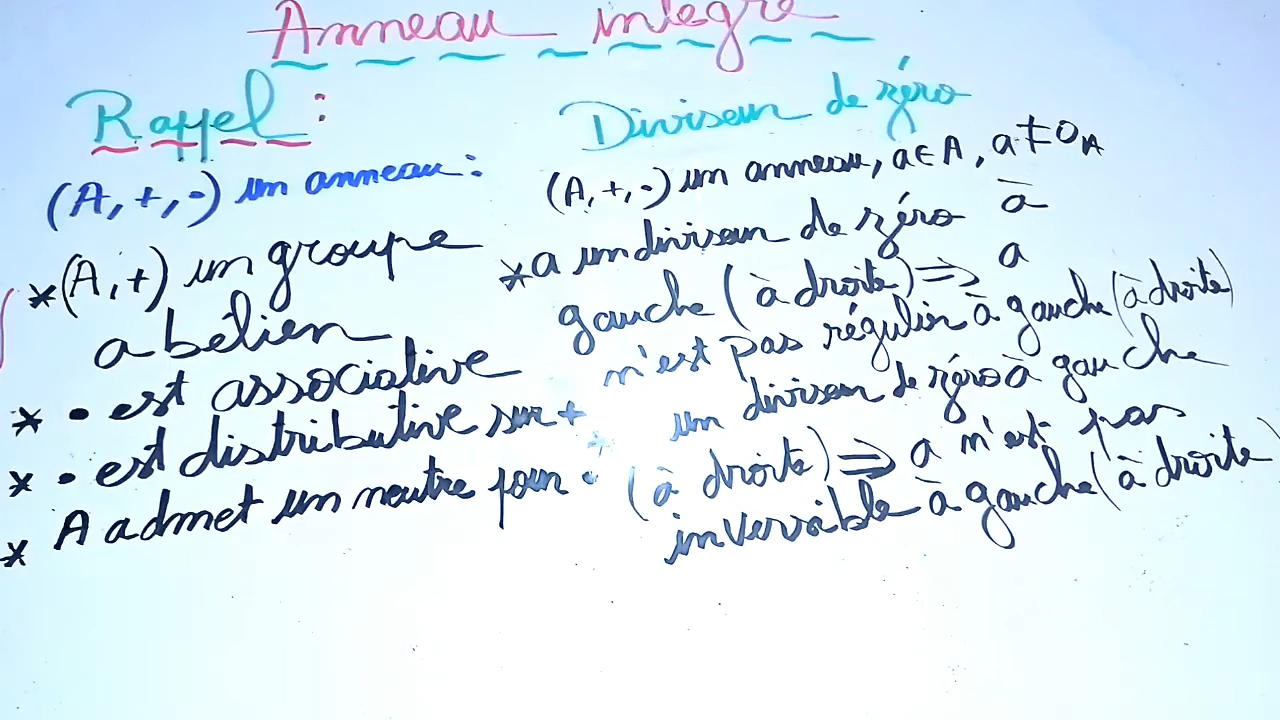 Anneau intègre
Rappel :
(A, +, .) un anneau :
* (A, +) un groupe
abélien
* • est associative
* • est distributive sur +
* A admet un neutre pour •
Diviseur de zéro
(A, +, .) un anneau, a ∈ A, a ≠ 0_A
* a un diviseur de zéro à
gauche (à droite) ⇒ a
n'est pas régulier à gauche (à droite)
un diviseur de zéro à gauche
(à droite) ⇒ a n'est pas
inversible à gauche (à droite)